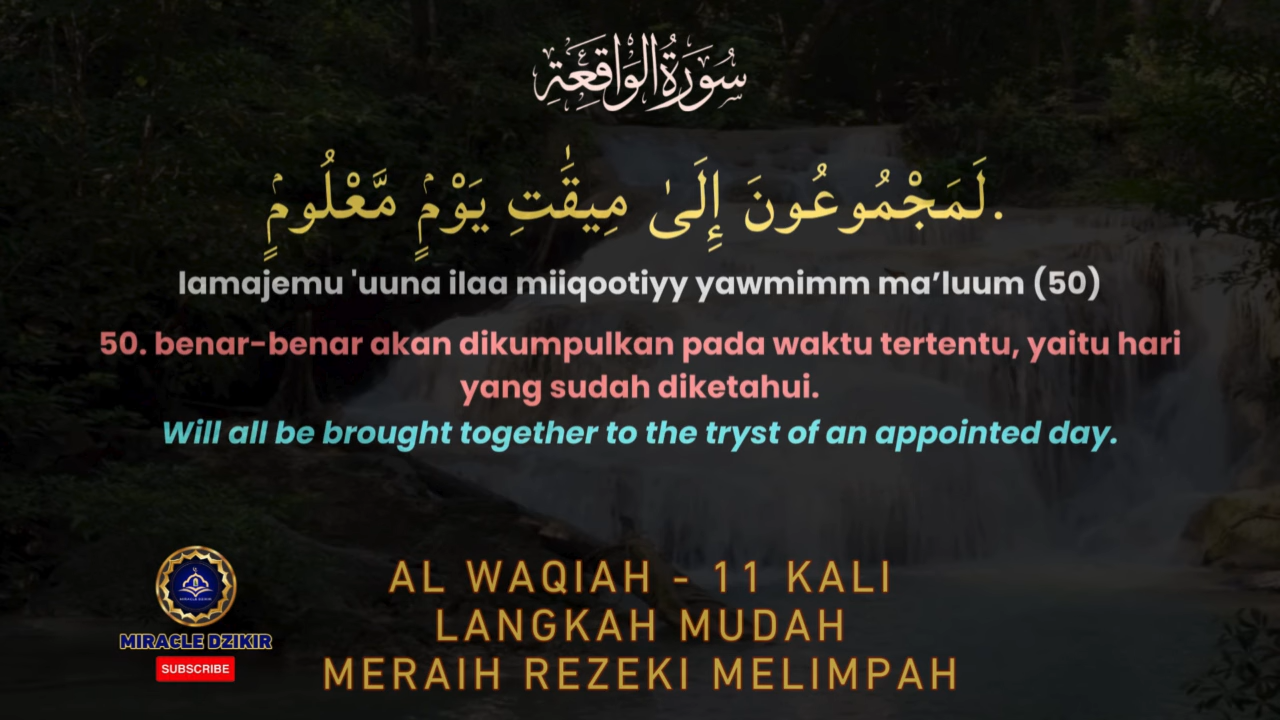 سُورَةُ الوَاقِعَةِ
لَمَجْمُوعُونَ إِلَىٰ مِيقَٰتِ يَوْمٍ مَّعْلُومٍ.
lamajemu 'uuna ilaa miiqootiyy yawmimm ma’luum (50)
50. benar-benar akan dikumpulkan pada waktu tertentu, yaitu hari
yang sudah diketahui.
Will all be brought together to the tryst of an appointed day.
AL WAQIAH - 11 KALI
LANGKAH MUDAH
MERAIH REZEKI MELIMPAH
MIRACLE DZIKIR
MIRACLE DZIKIR
SUBSCRIBE